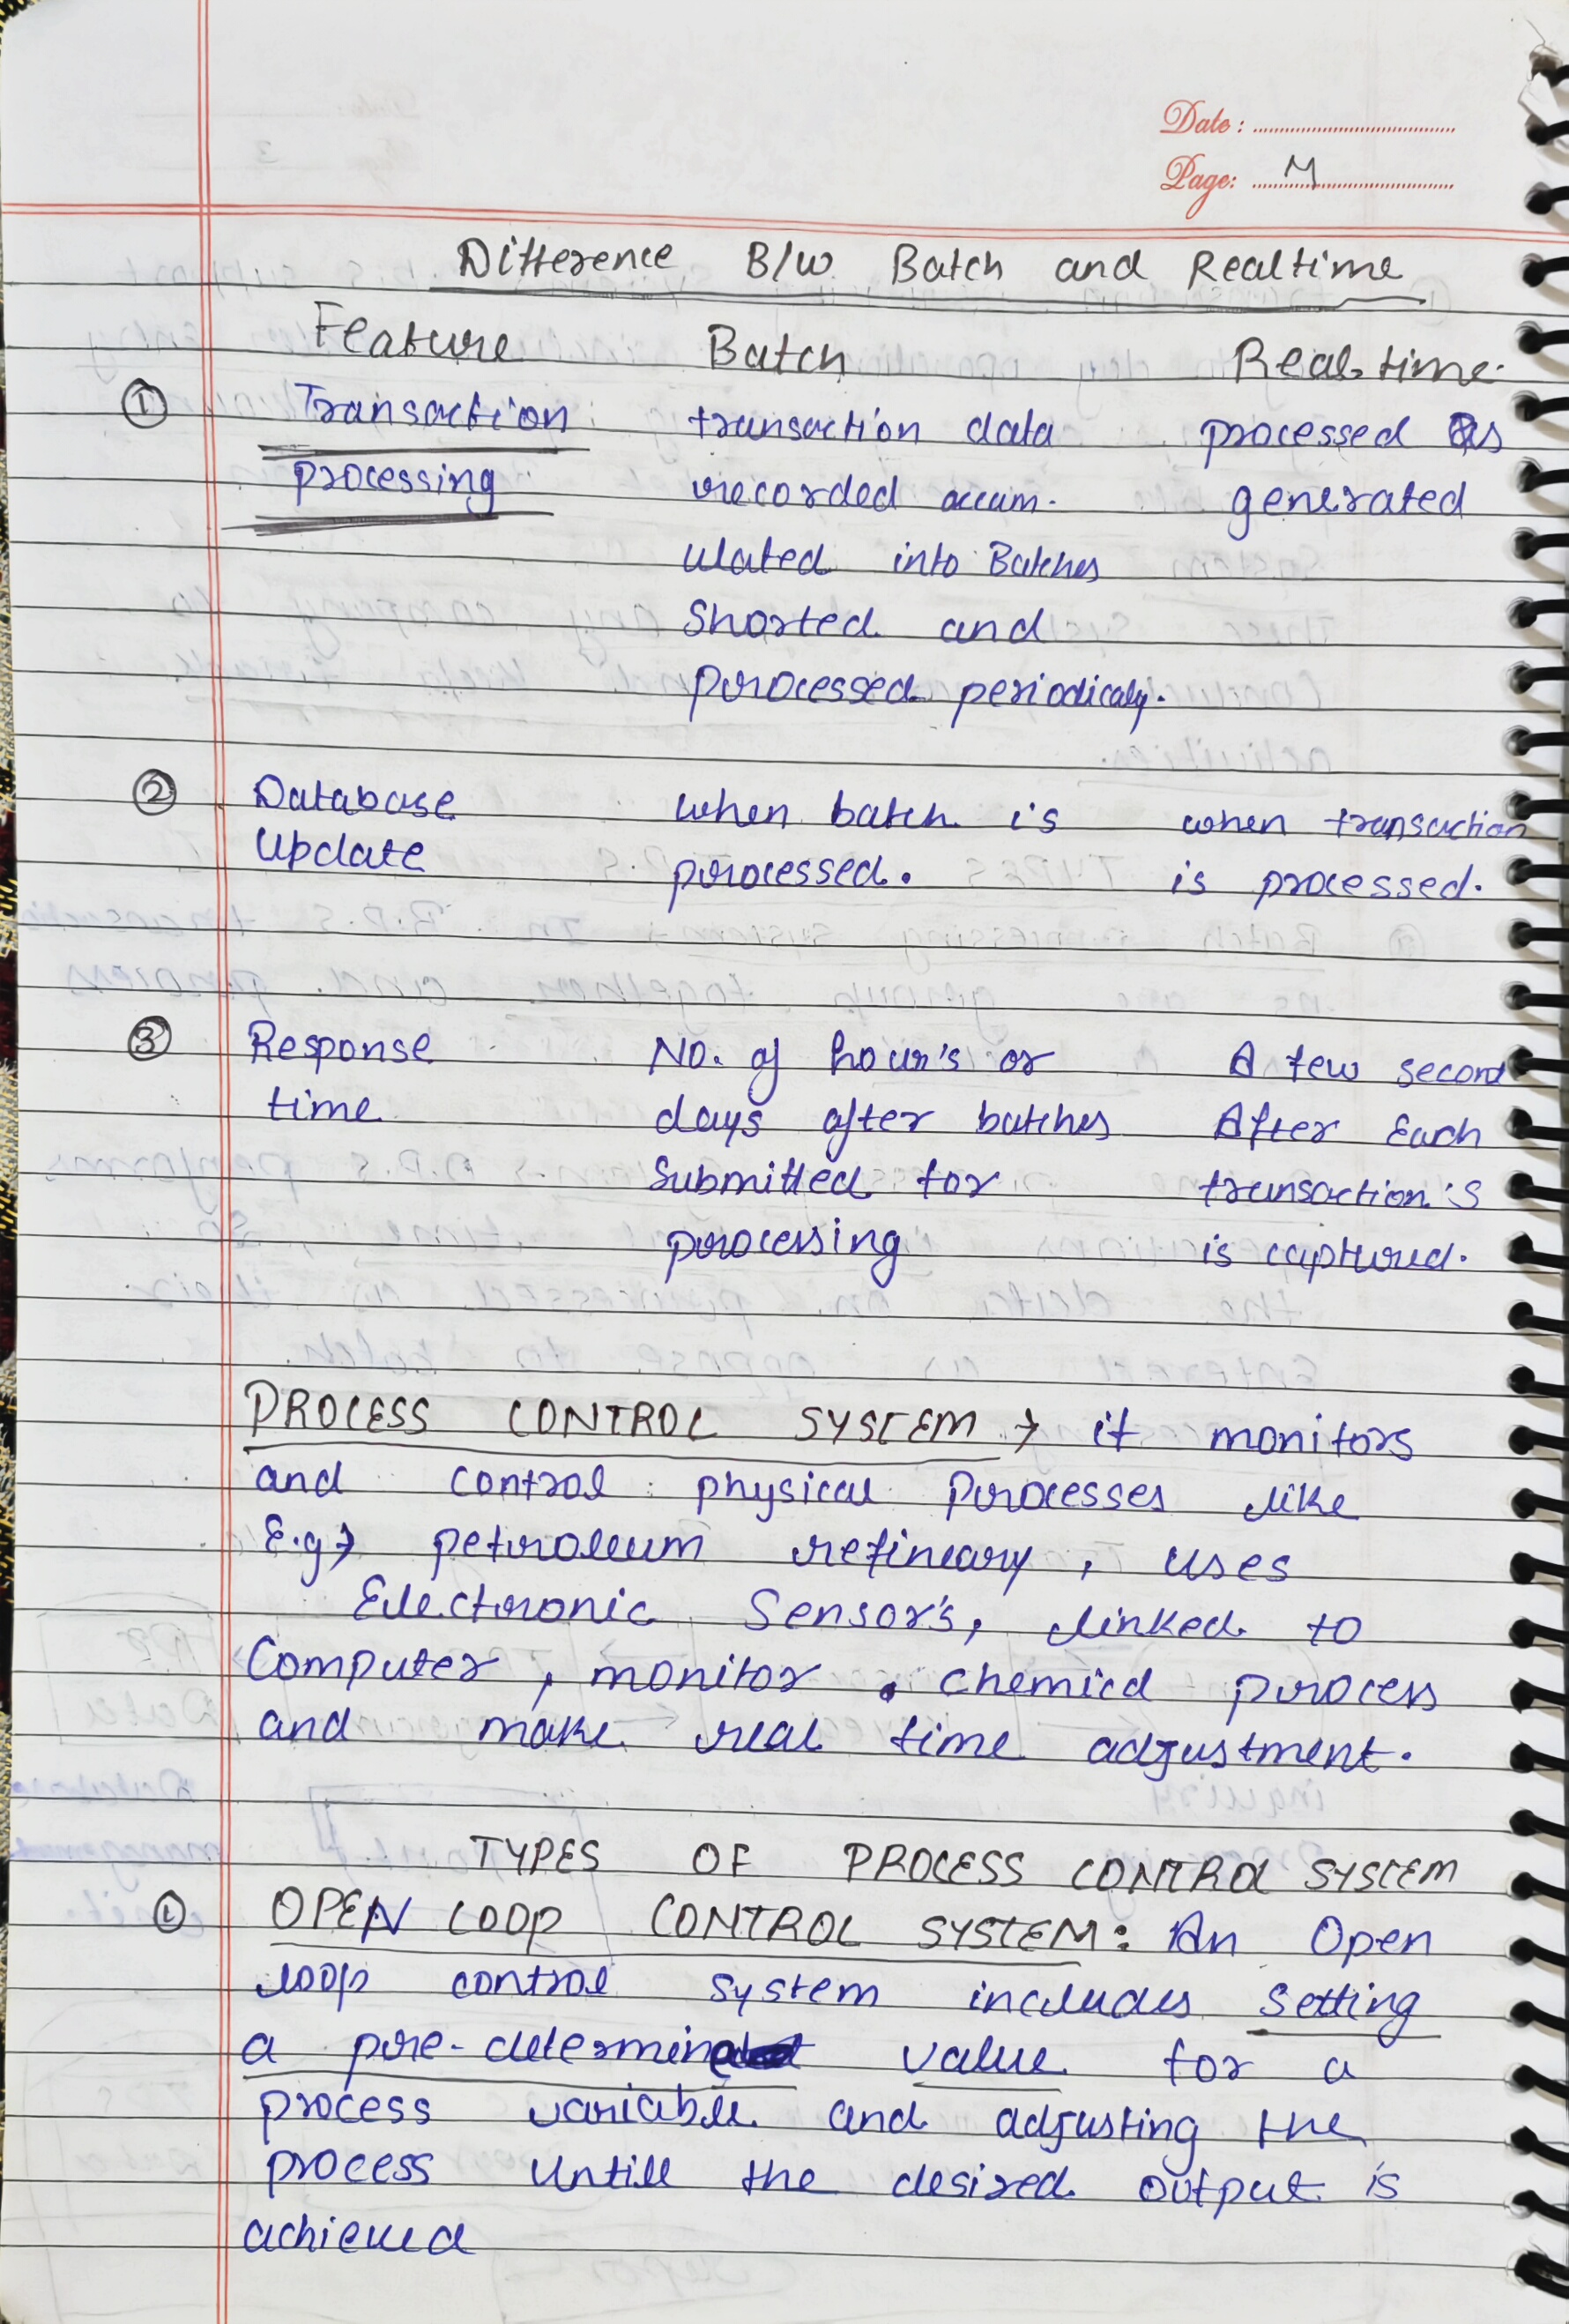 Date :
Page: M
Difference B/w Batch and Realtime
Feature Batch Real-time.
① Transaction transaction data processed as
processing recorded accum- generated
ulated into Batches
Shorted and
processed periodicaly.
② Database when batch is when transaction
Update processed. is processed.
③ Response No. of hour's or A few second
time days after batches After Each
Submitted for transaction is
processing is captured.
PROCESS CONTROL SYSTEM → it monitors
and control physical Processes like
E.g → petroleum refineary, uses
Electronic Sensor's, linked to
Computer, monitor chemicd process
and make real time adjustment.
TYPES OF PROCESS CONTROL SYSTEM
① OPEN LOOP CONTROL SYSTEM: An Open
loop control system includes setting
a pre-determined value for a
process variable and adjusting the
process Untill the desired output is
achieved